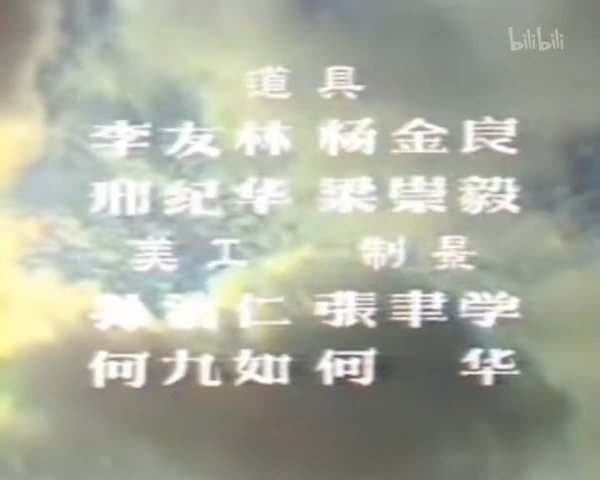 bilibili
道具
李友林 杨金良
邢纪华 梁崇毅
美工 制景
仁 張聿学
何九如 何 华